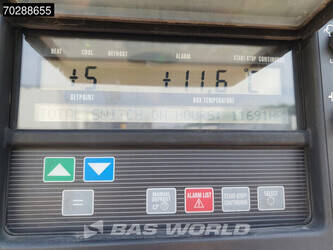 70288655
HEAT COOL DEFROST ALARM START-STOP CONTINUOUS
+5 +11.6 °C
SETPOINT BOX TEMPERATURE
TOTAL SWITCH ON HOURS: 11691H
MANUAL DEFROST ALARM LIST START-STOP CONTINUOUS SELECT
=
BAS WORLD